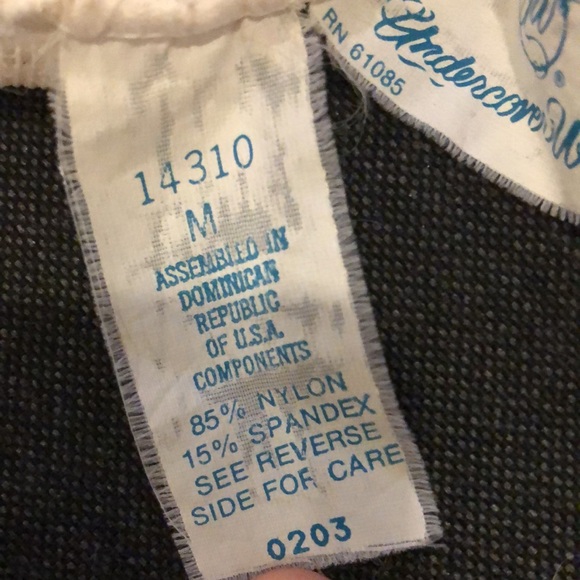 14310
M
ASSEMBLED IN
DOMINICAN
REPUBLIC
OF U.S.A.
COMPONENTS
85% NYLON
15% SPANDEX
SEE REVERSE
SIDE FOR CARE
0203
Undercover
RN 61085